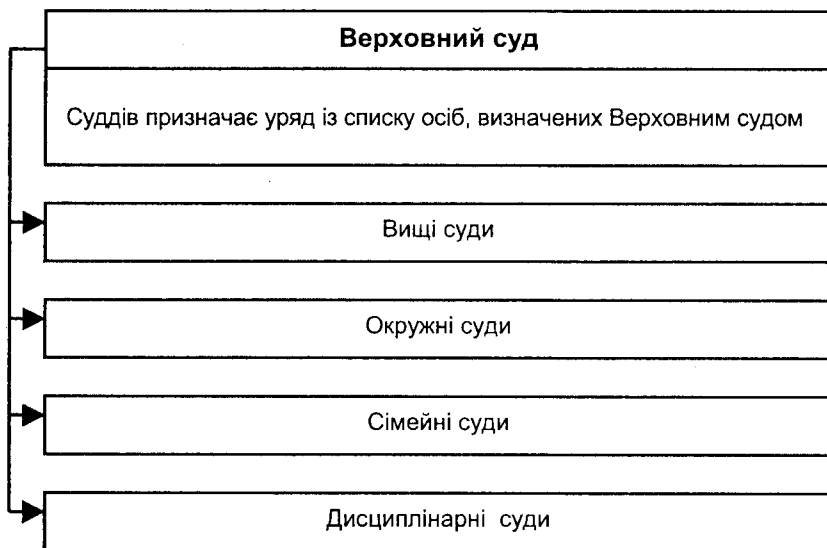 Верховний суд
Суддів призначає уряд із списку осіб, визначених Верховним судом
Вищі суди
Окружні суди
Сімейні суди
Дисциплінарні суди